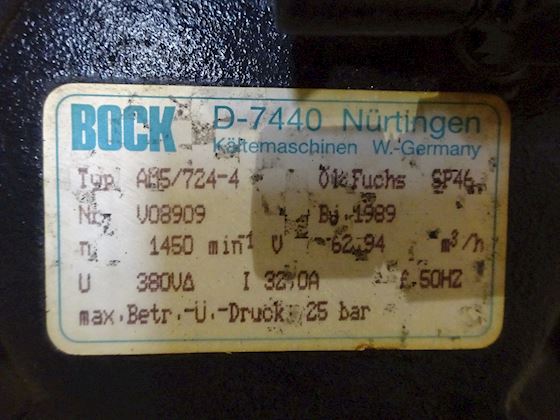 BOCK D-7440 Nürtingen
Kältemaschinen W.-Germany
Typ AM5/724-4 Öl Fuchs SP46
Nr. V08909 Bj 1989
n 1450 min-1 V 62.94 m³/h
U 380VΔ I 32.0A f 50HZ
max.Betr.-Ü.-Druck: 25 bar